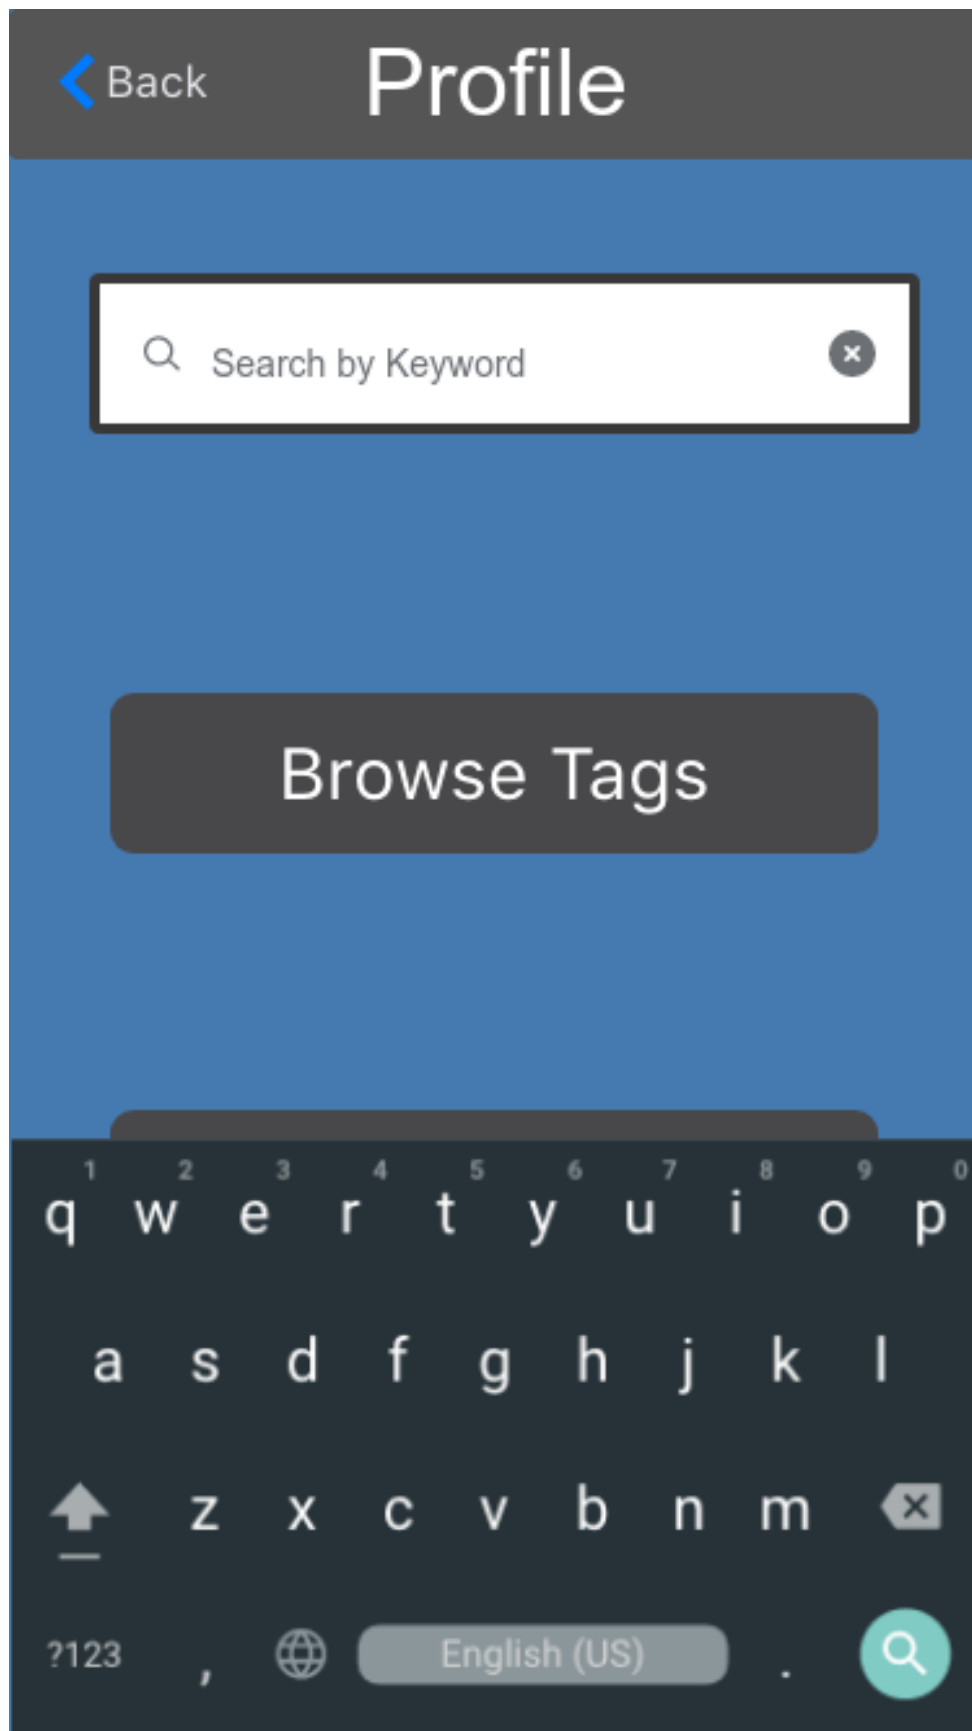 Back Profile
Search by Keyword
Browse Tags
1 2 3 4 5 6 7 8 9 0
q w e r t y u i o p
a s d f g h j k l
z x c v b n m
?123 , English (US) .